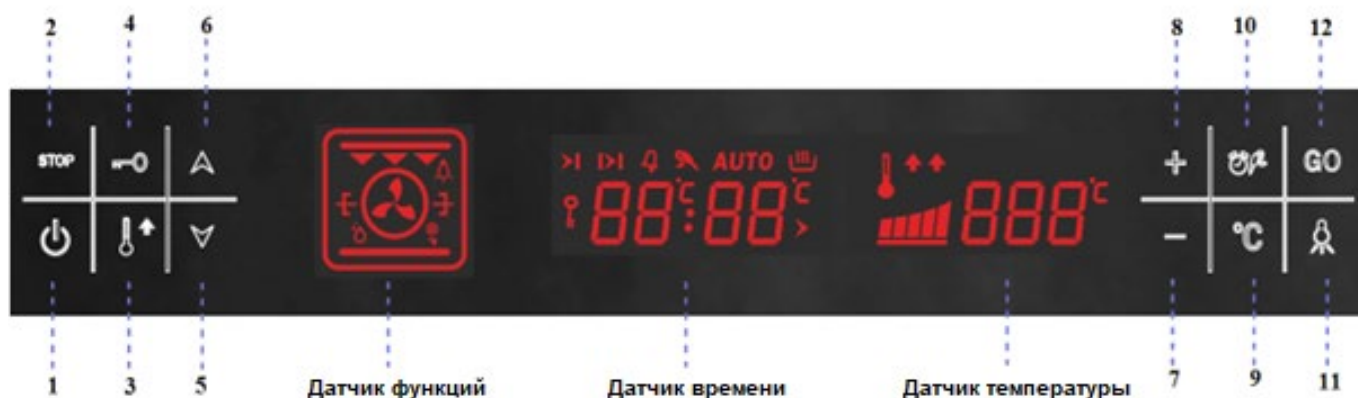 2 4 6 8 10 12
STOP AUTO GO
88:88 °C °C 888 °C
°C
1 3 5 Датчик функций Датчик времени Датчик температуры 7 9 11